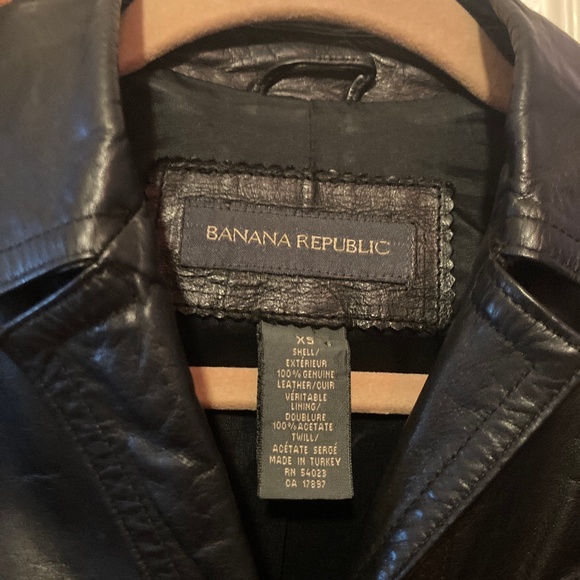 BANANA REPUBLIC
XS
SHELL/
EXTÉRIEUR
100% GENUINE
LEATHER/CUIR
VÉRITABLE
LINING/
DOUBLURE
100% ACETATE
TWILL/
ACÉTATE SERGÉ
MADE IN TURKEY
RN 54023
CA 17897